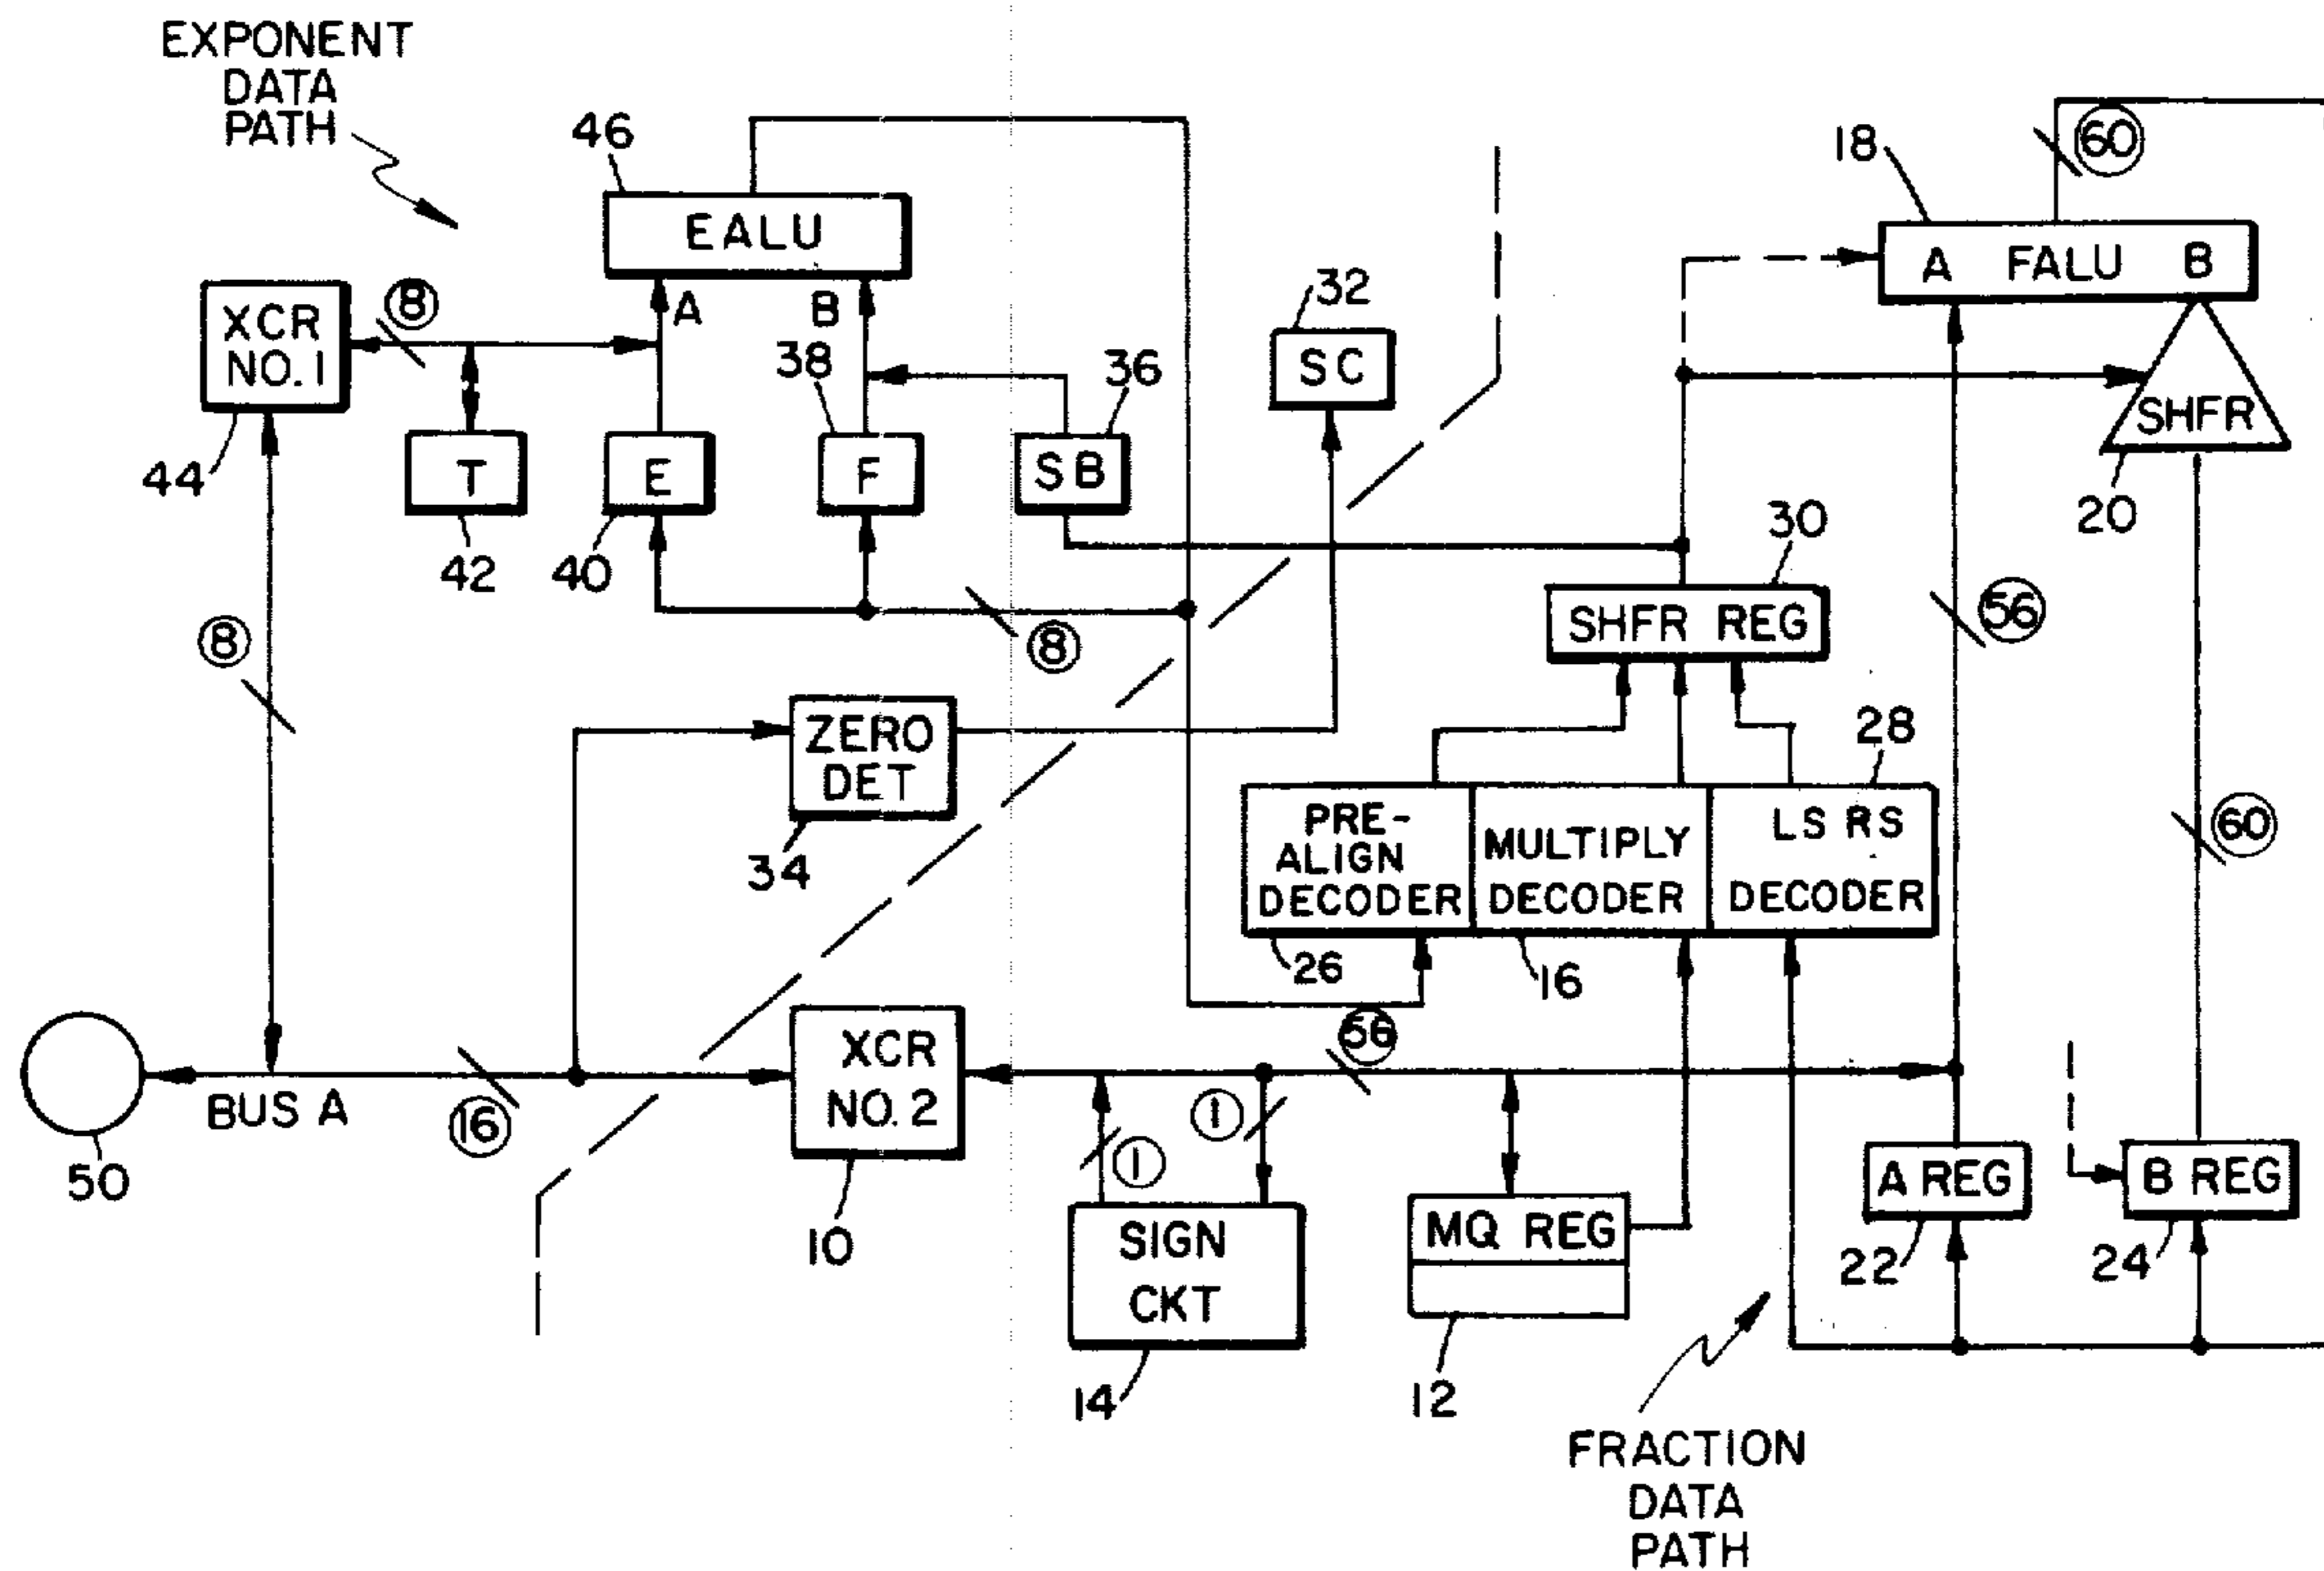 EXPONENT
DATA
PATH
46
EALU
A
B
XCR
NO. 1
8
44
T
42
E
40
38
F
36
SB
32
SC
8
8
18
60
A FALU B
SHFR
20
30
SHFR REG
56
60
ZERO
DET
34
28
PRE-
ALIGN
DECODER
MULTIPLY
DECODER
LS RS
DECODER
26
16
56
50
BUS A
16
XCR
NO. 2
10
1
1
SIGN
CKT
14
MQ REG
12
A REG
22
B REG
24
FRACTION
DATA
PATH